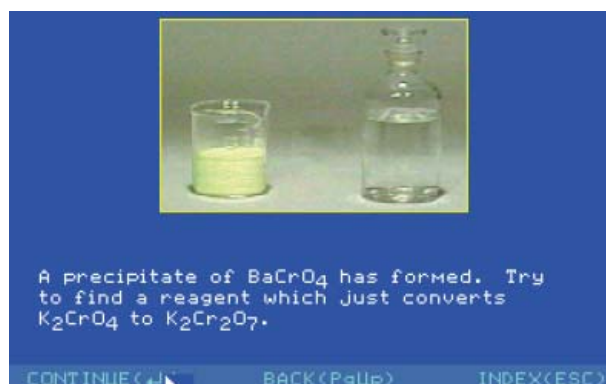 A precipitate of BaCrO4 has formed. Try
to find a reagent which just converts
K2CrO4 to K2Cr2O7.
CONTINUE(↵) BACK(PgUp) INDEX(ESC)